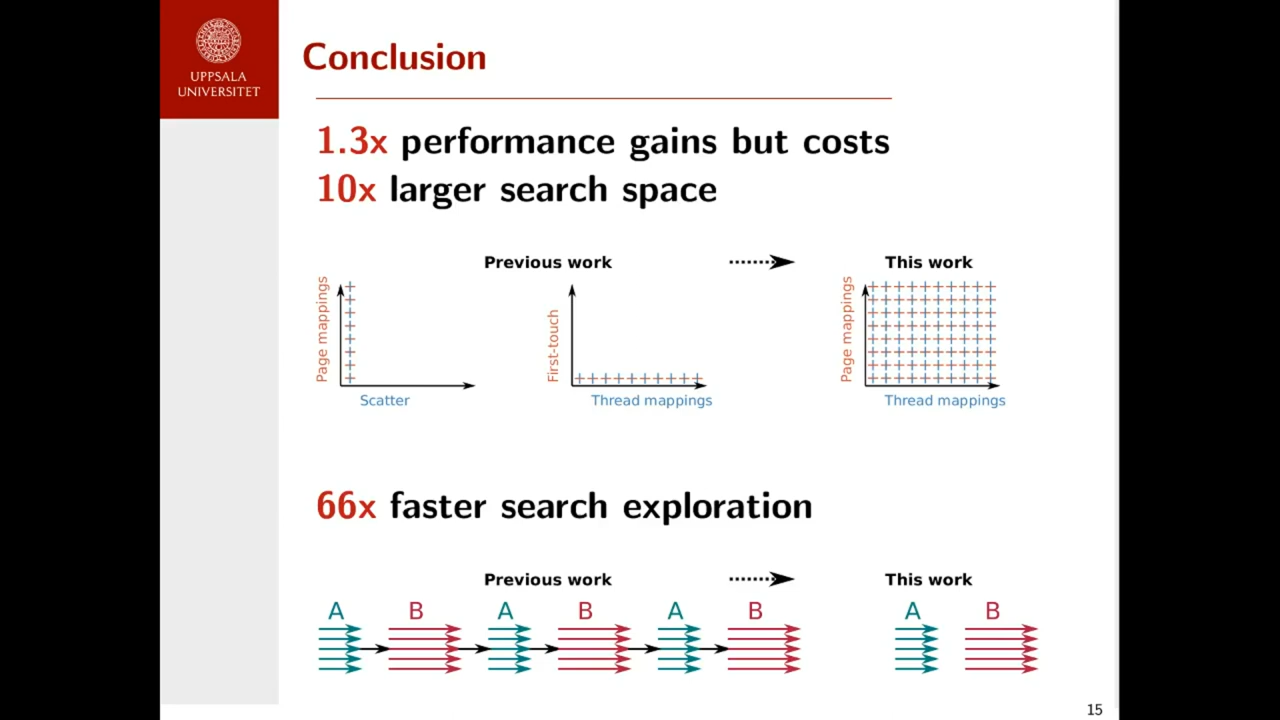 UPPSALA
UNIVERSITET
Conclusion
1.3x performance gains but costs
10x larger search space
Previous work
This work
Page mappings
Scatter
First-touch
Thread mappings
Page mappings
Thread mappings
66x faster search exploration
Previous work
This work
A B A B A B A B
15